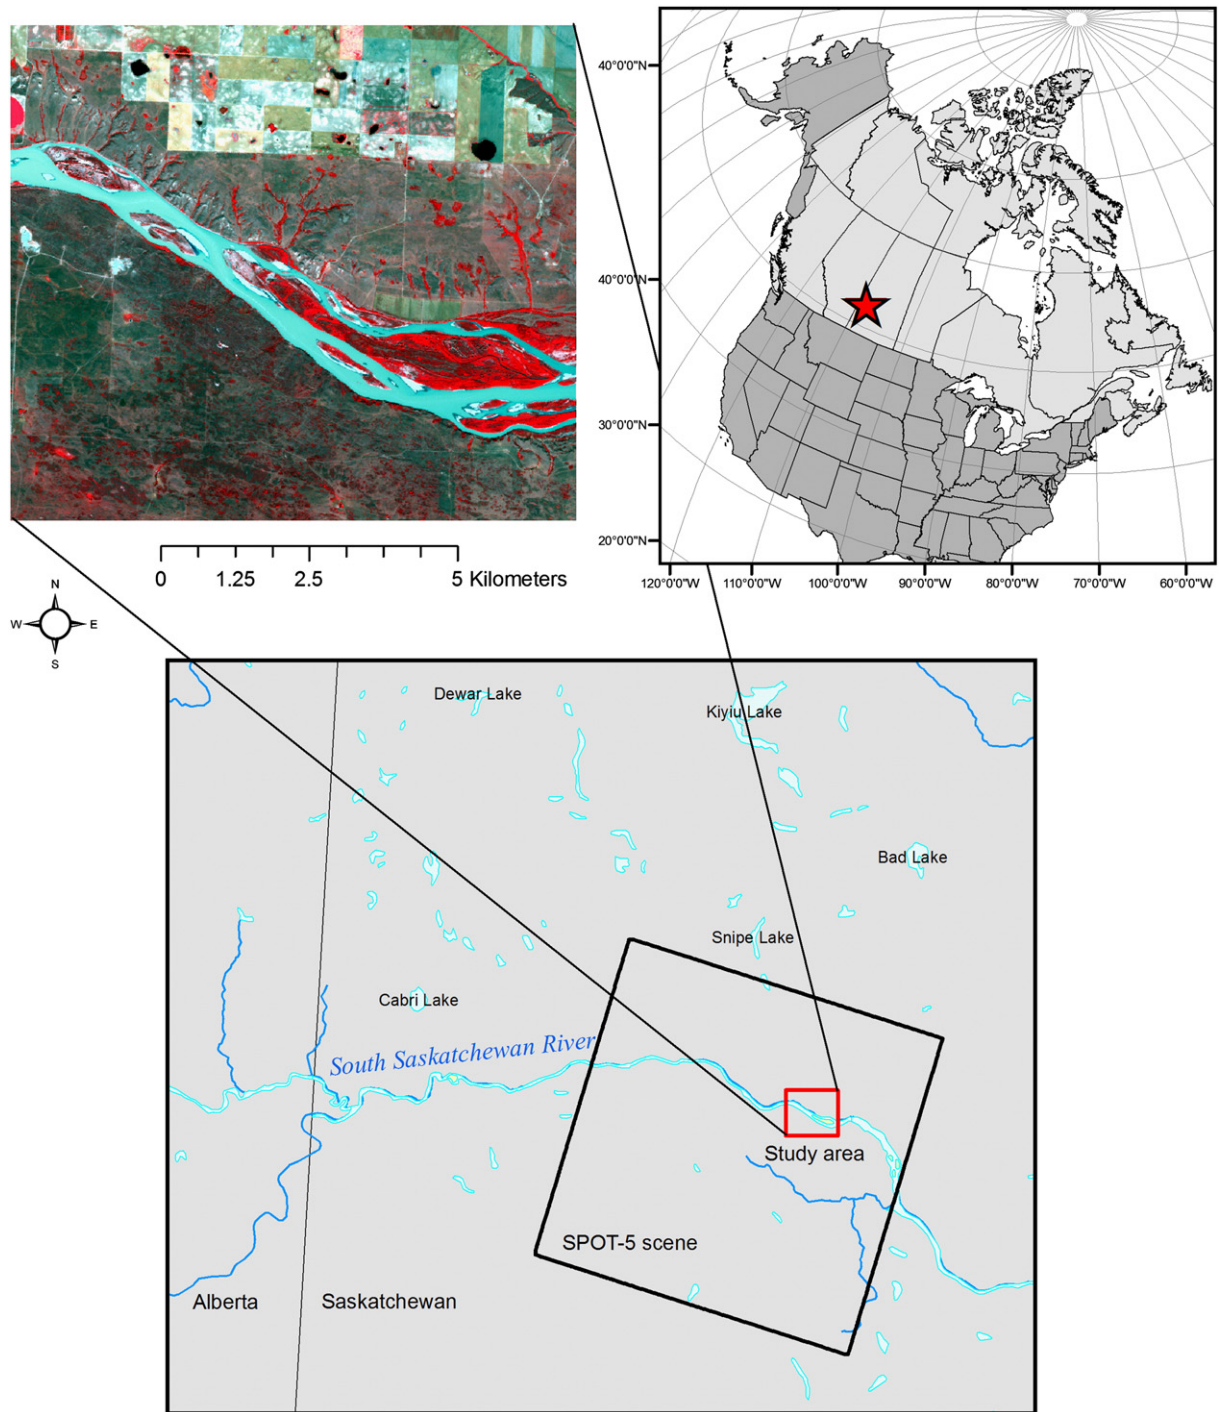 40°0'0"N
40°0'0"N
30°0'0"N
20°0'0"N
120°0'0"W 110°0'0"W 100°0'0"W 90°0'0"W 80°0'0"W 70°0'0"W 60°0'0"W
0 1.25 2.5 5 Kilometers
N
W E
S
Dewar Lake
Kiyiu Lake
Bad Lake
Snipe Lake
Cabri Lake
South Saskatchewan River
Study area
SPOT-5 scene
Alberta Saskatchewan